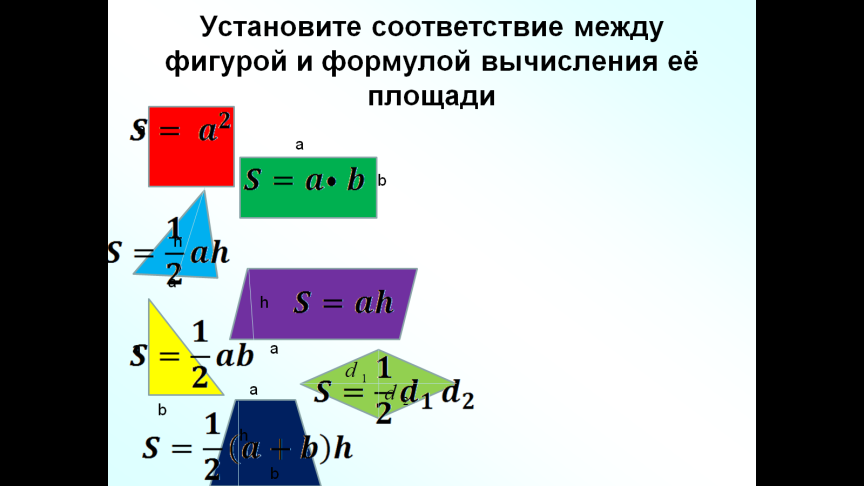 Установите соответствие между
фигурой и формулой вычисления её
площади
S = a²
a
S = a• b
b
h
S = 1/2 ah
a
h
S = ah
S = 1/2 ab
a
b
d 1
d
S = 1/2 d₁ d₂
a
h
S = 1/2 (a + b)h
b